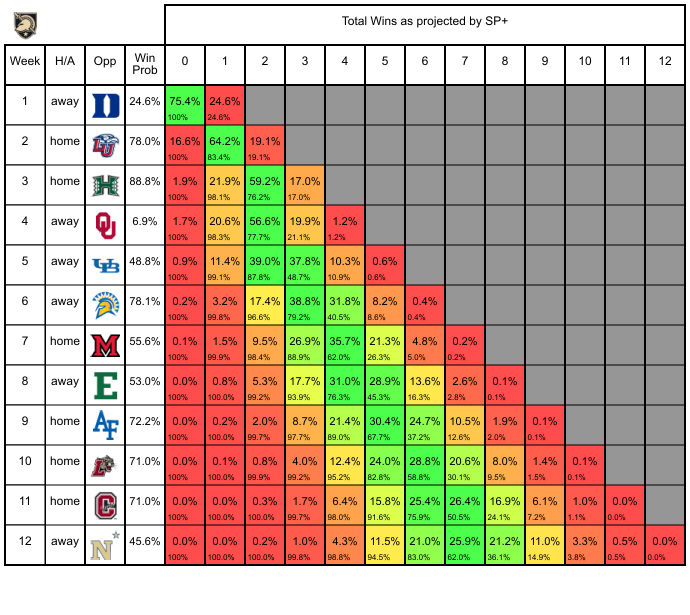 Total Wins as projected by SP+
Week H/A Opp Win Prob 0 1 2 3 4 5 6 7 8 9 10 11 12
1 away D 24.6% 75.4% 24.6%
100% 24.6%
2 home LU 78.0% 16.6% 64.2% 19.1%
100% 83.4% 19.1%
3 home H 88.8% 1.9% 21.9% 59.2% 17.0%
100% 98.1% 76.2% 17.0%
4 away OU 6.9% 1.7% 20.6% 56.6% 19.9% 1.2%
100% 98.3% 77.7% 21.1% 1.2%
5 away UB 48.8% 0.9% 11.4% 39.0% 37.8% 10.3% 0.6%
100% 99.1% 87.8% 48.7% 10.9% 0.6%
6 away 78.1% 0.2% 3.2% 17.4% 38.8% 31.8% 8.2% 0.4%
100% 99.8% 96.6% 79.2% 40.5% 8.6% 0.4%
7 home M 55.6% 0.1% 1.5% 9.5% 26.9% 35.7% 21.3% 4.8% 0.2%
100% 99.9% 98.4% 88.9% 62.0% 26.3% 5.0% 0.2%
8 away E 53.0% 0.0% 0.8% 5.3% 17.7% 31.0% 28.9% 13.6% 2.6% 0.1%
100% 100.0% 99.2% 93.9% 76.3% 45.3% 16.3% 2.8% 0.1%
9 home AF 72.2% 0.0% 0.2% 2.0% 8.7% 21.4% 30.4% 24.7% 10.5% 1.9% 0.1%
100% 100.0% 99.7% 97.7% 89.0% 67.7% 37.2% 12.6% 2.0% 0.1%
10 home 71.0% 0.0% 0.1% 0.8% 4.0% 12.4% 24.0% 28.8% 20.6% 8.0% 1.4% 0.1%
100% 100.0% 99.9% 99.2% 95.2% 82.8% 58.8% 30.1% 9.5% 1.5% 0.1%
11 home C 71.0% 0.0% 0.0% 0.3% 1.7% 6.4% 15.8% 25.4% 26.4% 16.9% 6.1% 1.0% 0.0%
100% 100.0% 100.0% 99.7% 98.0% 91.6% 75.9% 50.5% 24.1% 7.2% 1.1% 0.0%
12 away N 45.6% 0.0% 0.0% 0.2% 1.0% 4.3% 11.5% 21.0% 25.9% 21.2% 11.0% 3.3% 0.5% 0.0%
100% 100.0% 100.0% 99.8% 98.8% 94.5% 83.0% 62.0% 36.1% 14.9% 3.8% 0.5% 0.0%